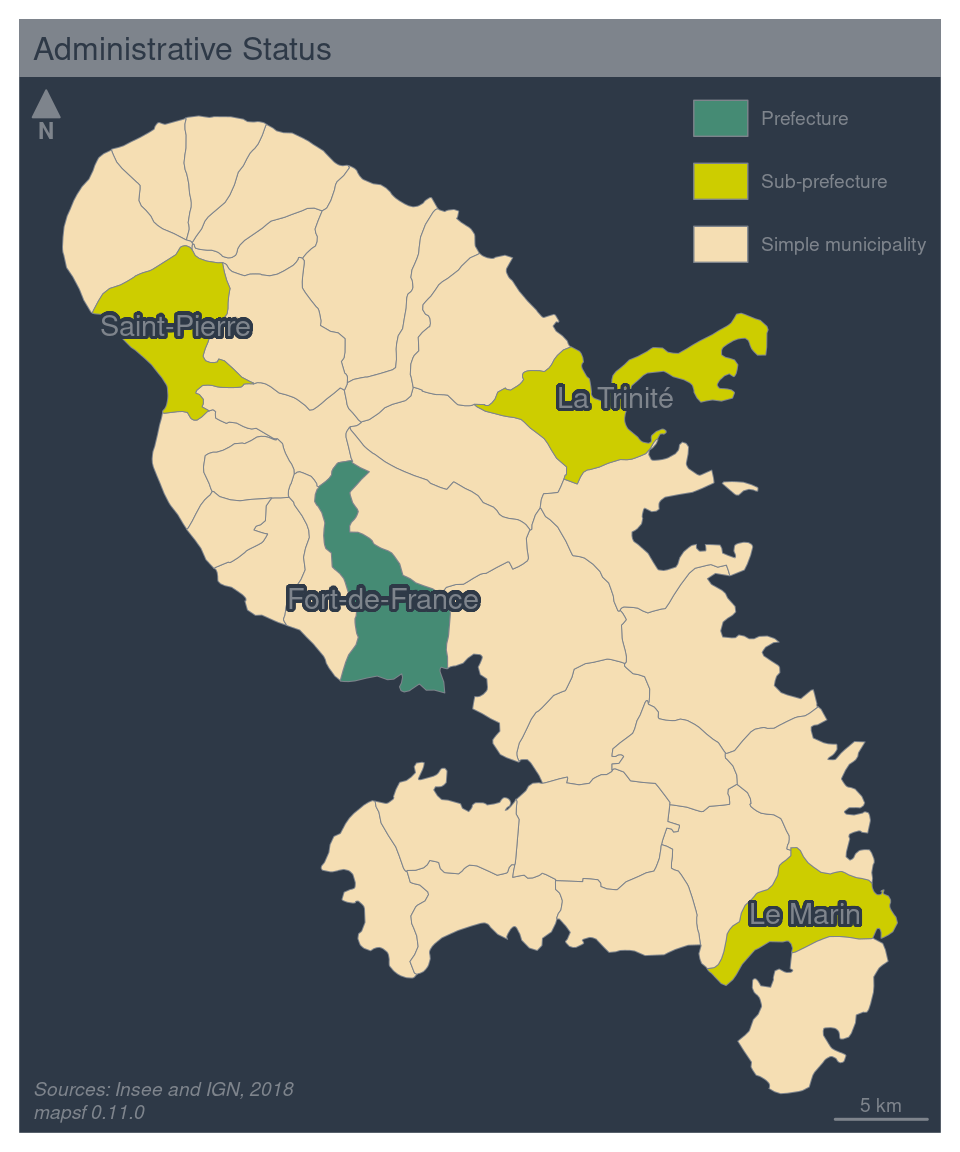 Administrative Status
N
Prefecture
Sub-prefecture
Simple municipality
Saint-Pierre
La Trinité
Fort-de-France
Le Marin
Sources: Insee and IGN, 2018
mapsf 0.11.0
5 km